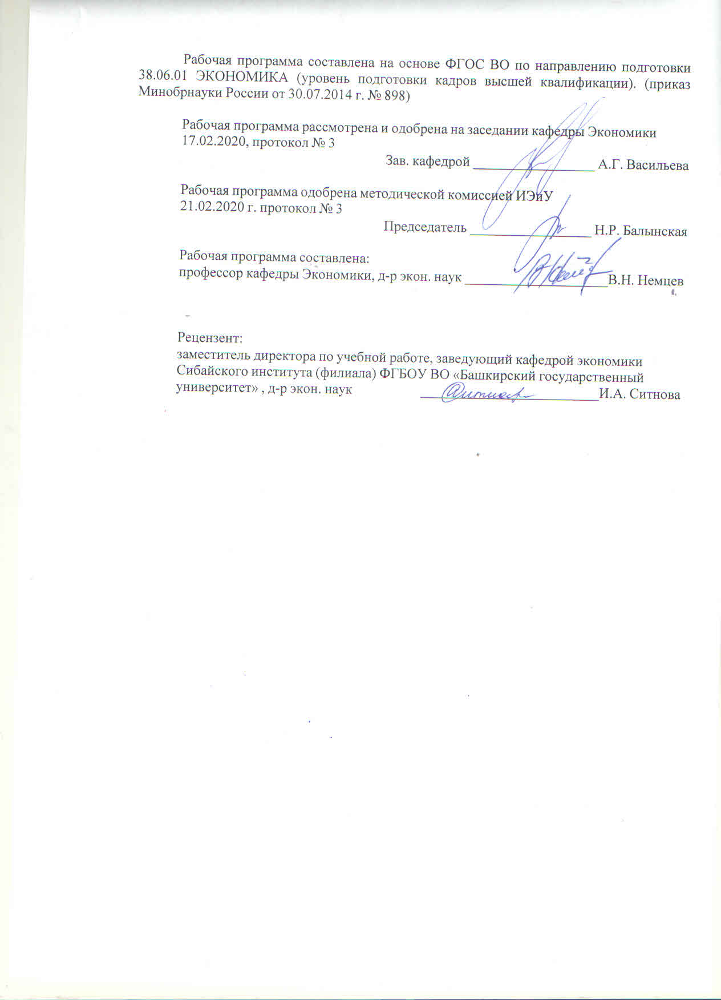 Рабочая программа составлена на основе ФГОС ВО по направлению подготовки
38.06.01 ЭКОНОМИКА (уровень подготовки кадров высшей квалификации). (приказ
Минобрнауки России от 30.07.2014 г. № 898)
Рабочая программа рассмотрена и одобрена на заседании кафедры Экономики
17.02.2020, протокол № 3
Зав. кафедрой _________________ А.Г. Васильева
Рабочая программа одобрена методической комиссией ИЭиУ
21.02.2020 г. протокол № 3
Председатель _________________ Н.Р. Балынская
Рабочая программа составлена:
профессор кафедры Экономики, д-р экон. наук ____________________В.Н. Немцев
Рецензент:
заместитель директора по учебной работе, заведующий кафедрой экономики
Сибайского института (филиала) ФГБОУ ВО «Башкирский государственный
университет» , д-р экон. наук _________________________И.А. Ситнова